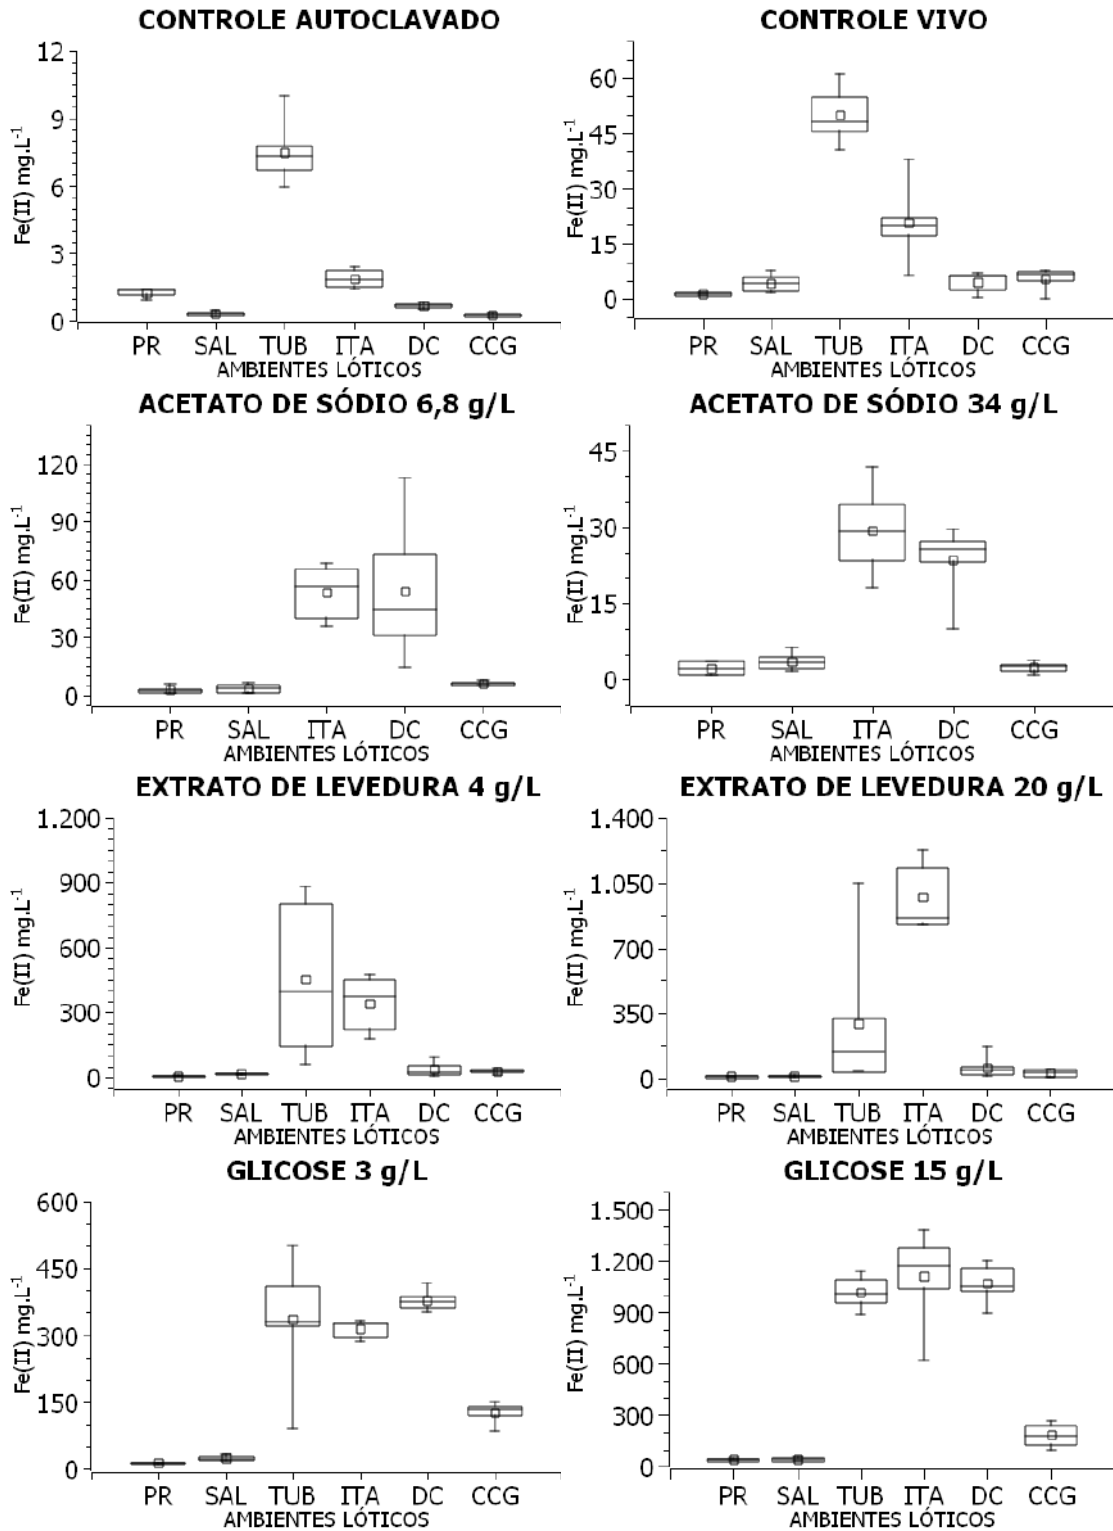 CONTROLE AUTOCLAVADO
12
9
6
3
0
Fe(II) mg.L⁻¹
PR SAL TUB ITA DC CCG
AMBIENTES LÓTICOS
CONTROLE VIVO
60
45
30
15
0
Fe(II) mg.L⁻¹
PR SAL TUB ITA DC CCG
AMBIENTES LÓTICOS
ACETATO DE SÓDIO 6,8 g/L
120
90
60
30
0
Fe(II) mg.L⁻¹
PR SAL ITA DC CCG
AMBIENTES LÓTICOS
ACETATO DE SÓDIO 34 g/L
45
30
15
0
Fe(II) mg.L⁻¹
PR SAL ITA DC CCG
AMBIENTES LÓTICOS
EXTRATO DE LEVEDURA 4 g/L
1.200
900
600
300
0
Fe(II) mg.L⁻¹
PR SAL TUB ITA DC CCG
AMBIENTES LÓTICOS
EXTRATO DE LEVEDURA 20 g/L
1.400
1.050
700
350
0
Fe(II) mg.L⁻¹
PR SAL TUB ITA DC CCG
AMBIENTES LÓTICOS
GLICOSE 3 g/L
600
450
300
150
0
Fe(II) mg.L⁻¹
PR SAL TUB ITA DC CCG
AMBIENTES LÓTICOS
GLICOSE 15 g/L
1.500
1.200
900
600
300
0
Fe(II) mg.L⁻¹
PR SAL TUB ITA DC CCG
AMBIENTES LÓTICOS